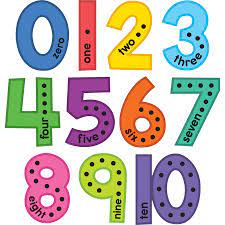 0 zero 1 one 2 two 3 three
4 four 5 five 6 six 7 seven
8 eight 9 nine 10 ten